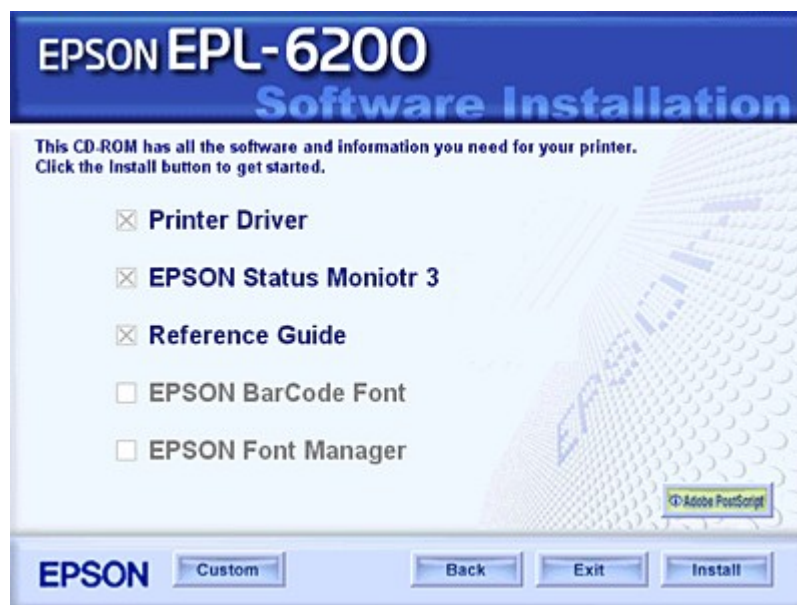 EPSON EPL-6200
Software Installation
This CD-ROM has all the software and information you need for your printer.
Click the Install button to get started.
Printer Driver
EPSON Status Moniotr 3
Reference Guide
EPSON BarCode Font
EPSON Font Manager
EPSON
Adobe PostScript
EPSON
Custom
Back
Exit
Install